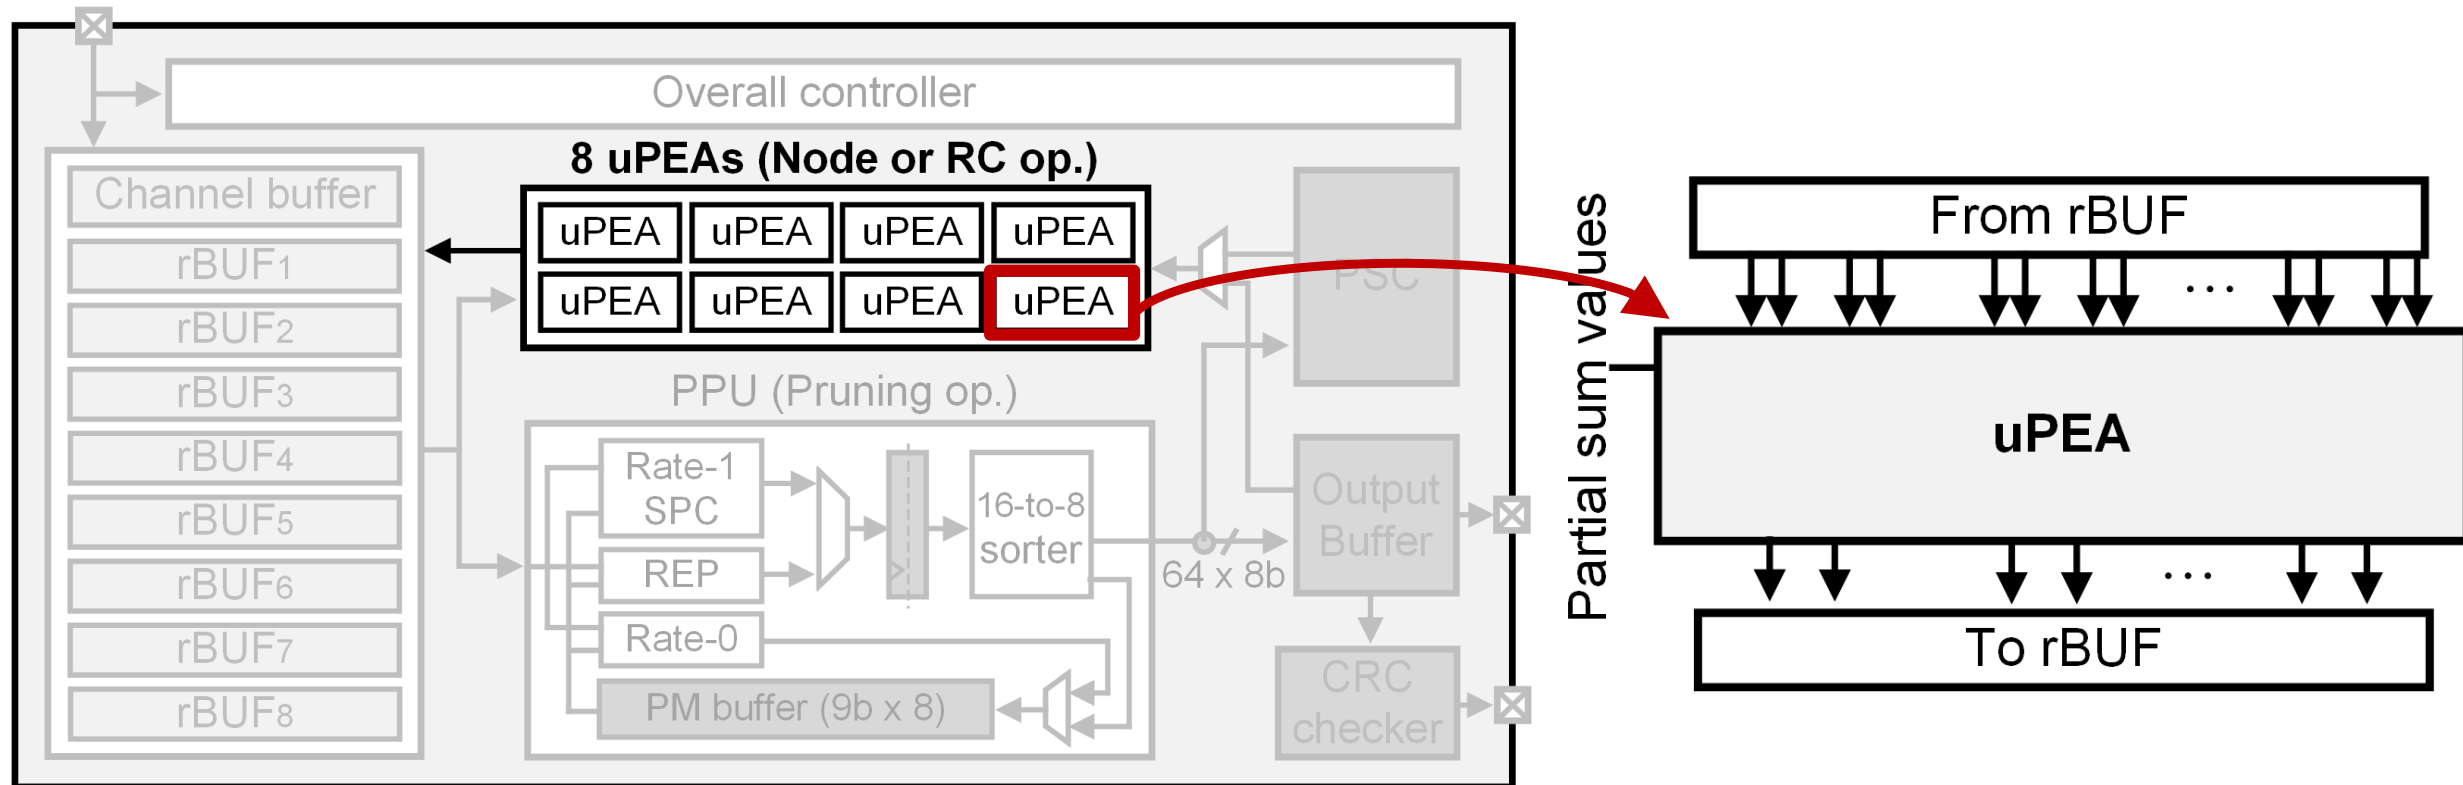 Overall controller
8 uPEAs (Node or RC op.)
Channel buffer
rBUF1
rBUF2
rBUF3
rBUF4
rBUF5
rBUF6
rBUF7
rBUF8
uPEA uPEA uPEA uPEA
uPEA uPEA uPEA uPEA
PSC
PPU (Pruning op.)
Rate-1
SPC
REP
Rate-0
PM buffer (9b x 8)
16-to-8
sorter
64 x 8b
Output
Buffer
CRC
checker
Partial sum values
From rBUF
...
uPEA
...
To rBUF